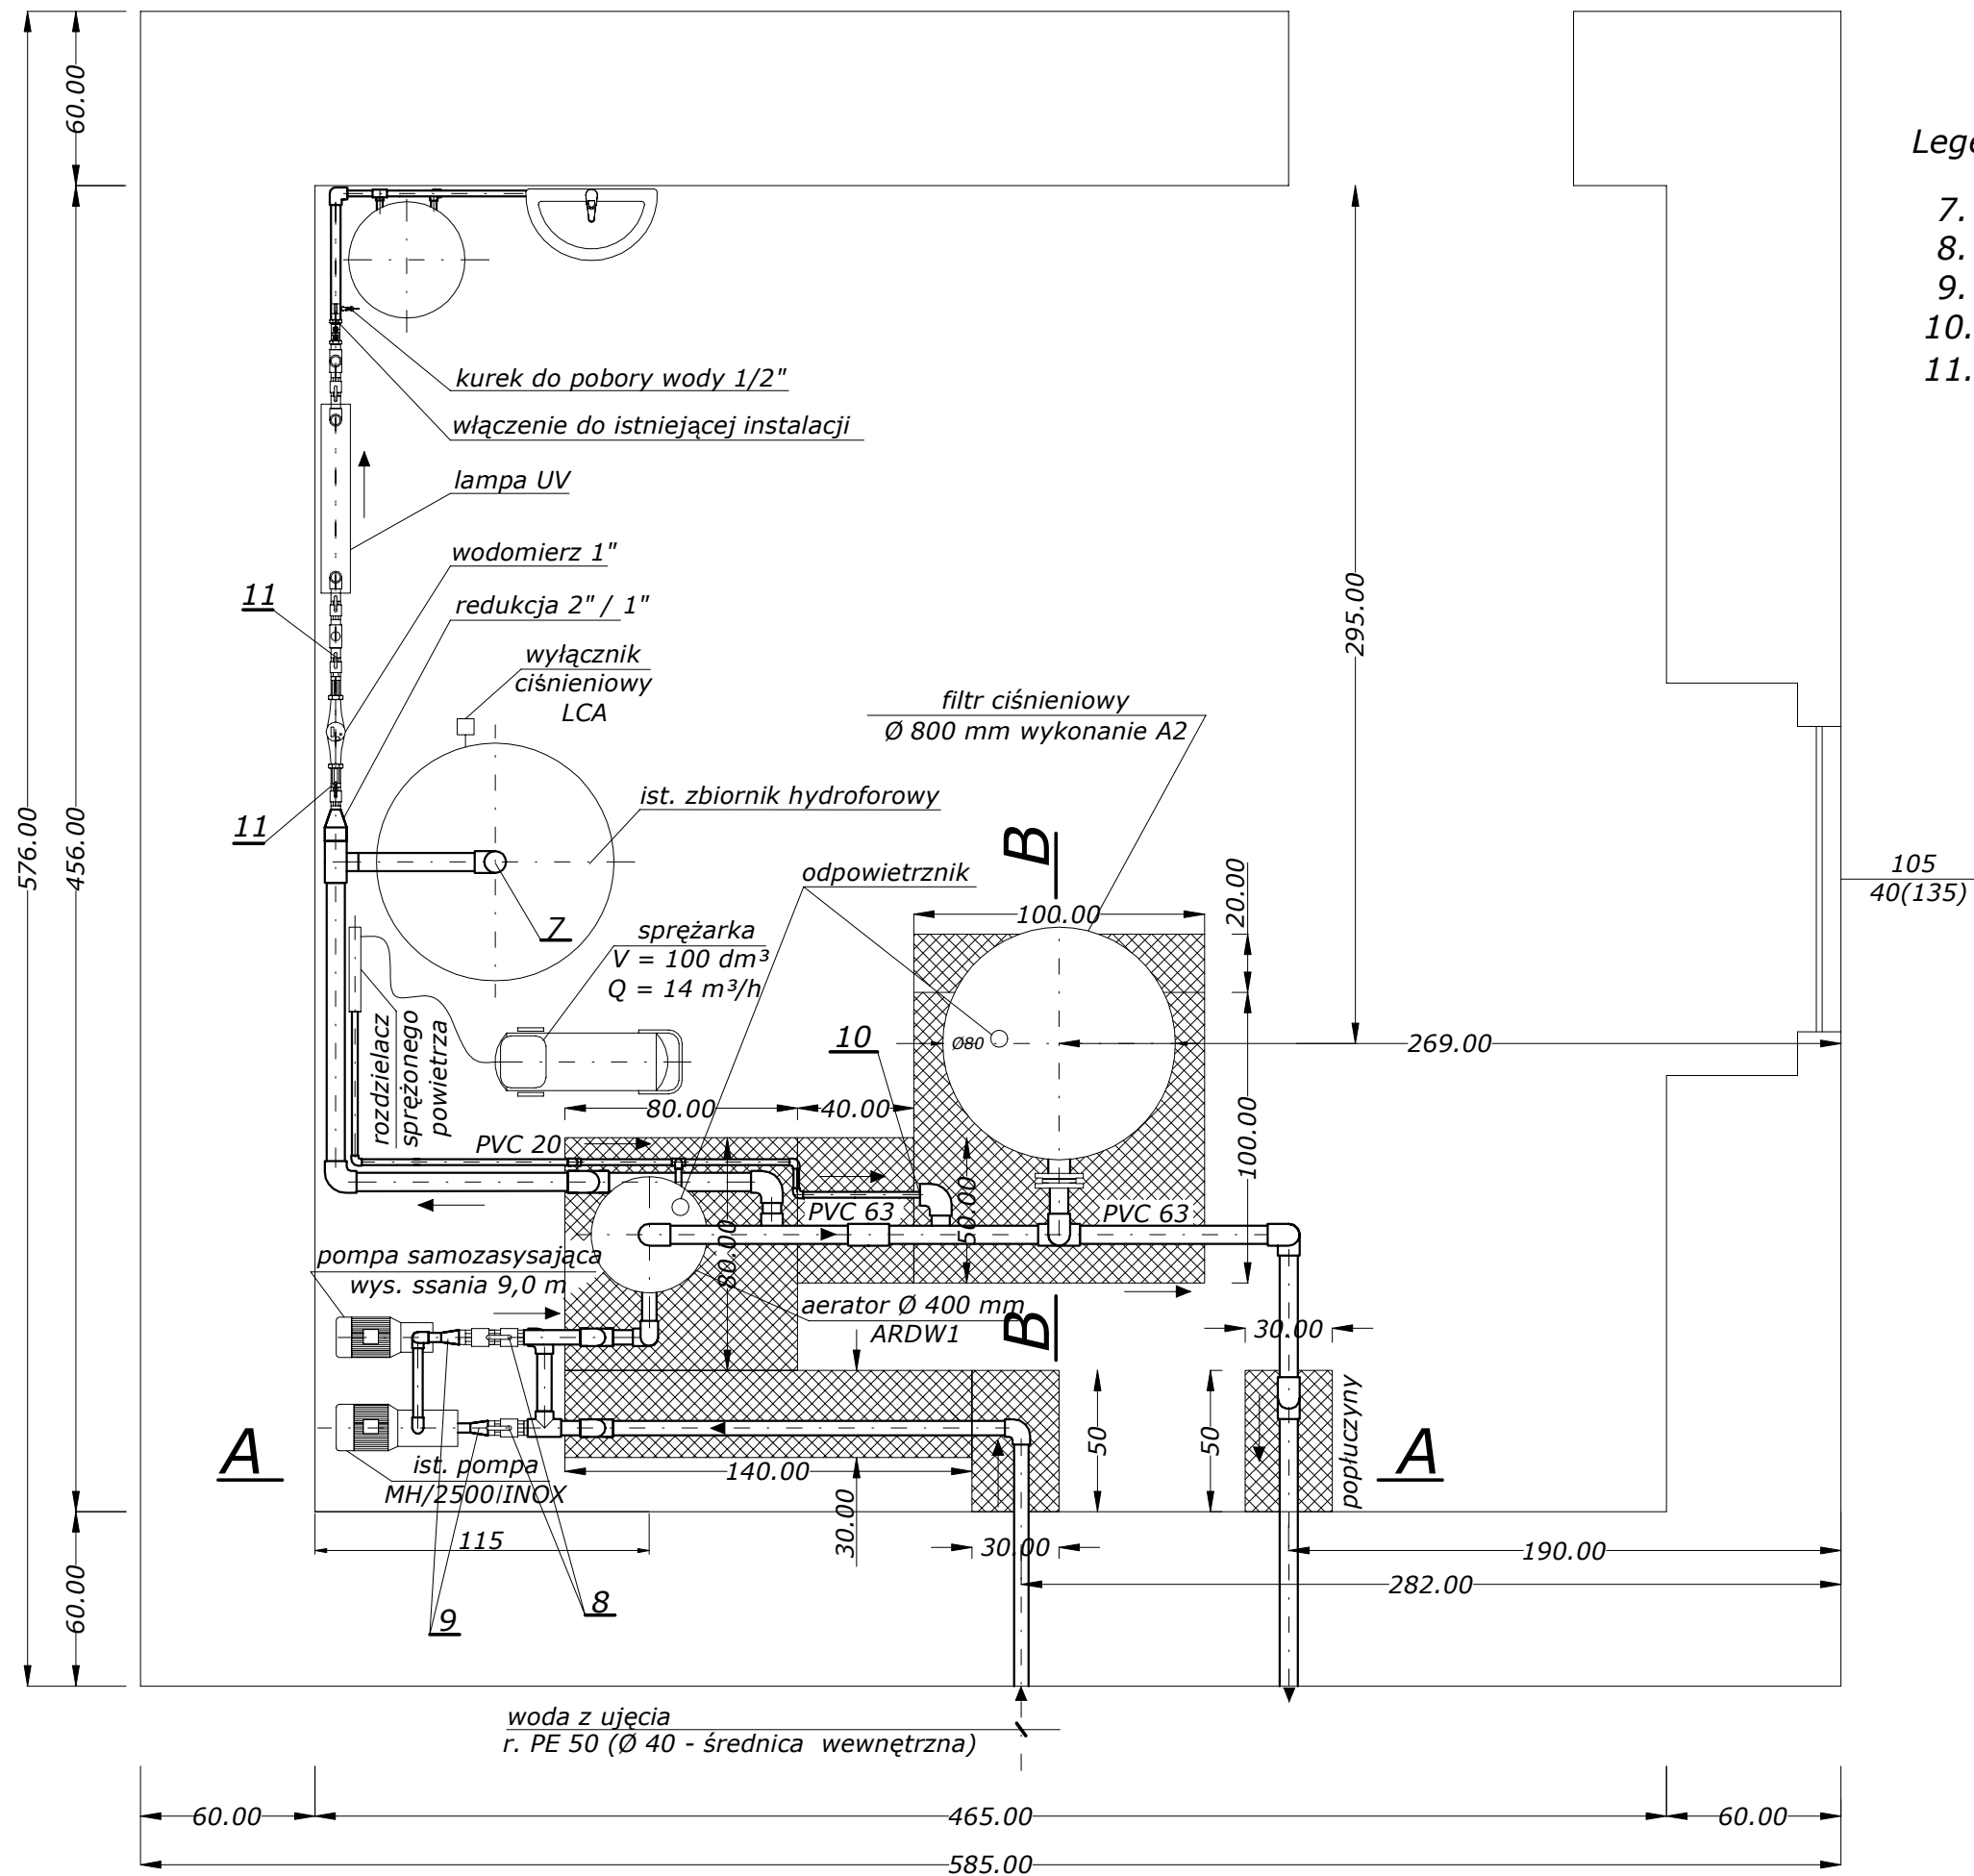 60.00
Lege
7.
8.
9.
10.
11.
kurek do pobory wody 1/2"
włączenie do istniejącej instalacji
lampa UV
wodomierz 1"
11
redukcja 2" / 1"
295.00
wyłącznik
ciśnieniowy
LCA
filtr ciśnieniowy
Ø 800 mm wykonanie A2
ist. zbiornik hydroforowy
11
576.00
456.00
B
odpowietrznik
105
40(135)
20.00
100.00
7
sprężarka
V = 100 dm³
Q = 14 m³/h
rozdzielacz
sprężonego
powietrza
10
Ø80
269.00
80.00
40.00
100.00
PVC 20
PVC 63
50.00
PVC 63
80.00
pompa samozasysająca
wys. ssania 9,0 m
aerator Ø 400 mm
ARDW1
B
30.00
popłuczyny
50
50
A
A
ist. pompa
MH/2500/INOX
140.00
30.00
115
30.00
190.00
282.00
60.00
8
9
woda z ujęcia
r. PE 50 (Ø 40 - średnica wewnętrzna)
60.00
465.00
60.00
585.00